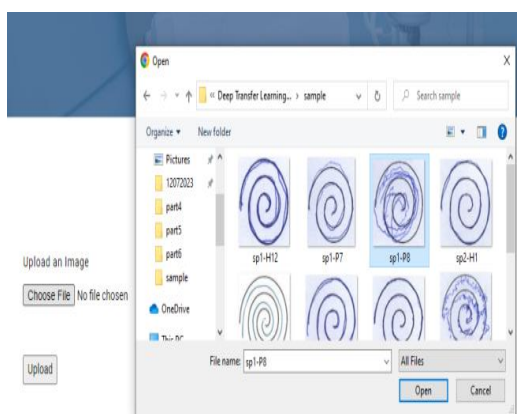 Open X
« Deep Transfer Learning... › sample
Search sample
Organize New folder
Pictures
12072023
part4
part5
part6
sample
OneDrive
This PC
sp1-H12 sp1-P7 sp1-P8 sp2-H1
Upload an Image
Choose File No file chosen
Upload
File name: sp1-P8 All Files
Open Cancel